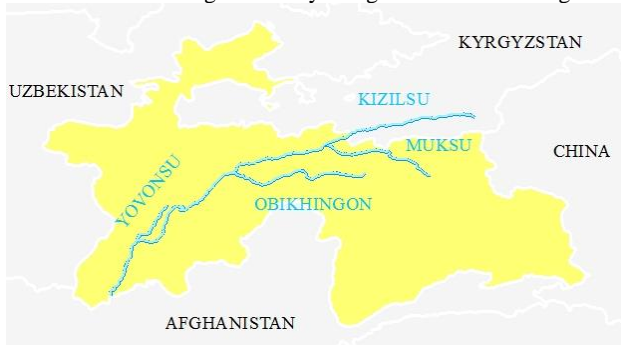 KYRGYZSTAN
UZBEKISTAN
KIZILSU
MUKSU
CHINA
YOVONSU
OBIKHINGON
AFGHANISTAN